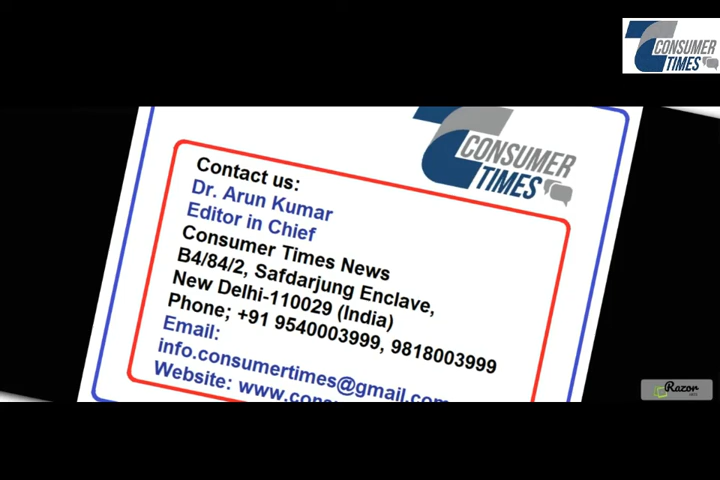 CONSUMER
TIMES
CONSUMER
TIMES
Contact us:
Dr. Arun Kumar
Editor in Chief
Consumer Times News
B4/84/2, Safdarjung Enclave,
New Delhi-110029 (India)
Phone; +91 9540003999, 9818003999
Email:
info.consumertimes@gmail.com
Website:
Razor